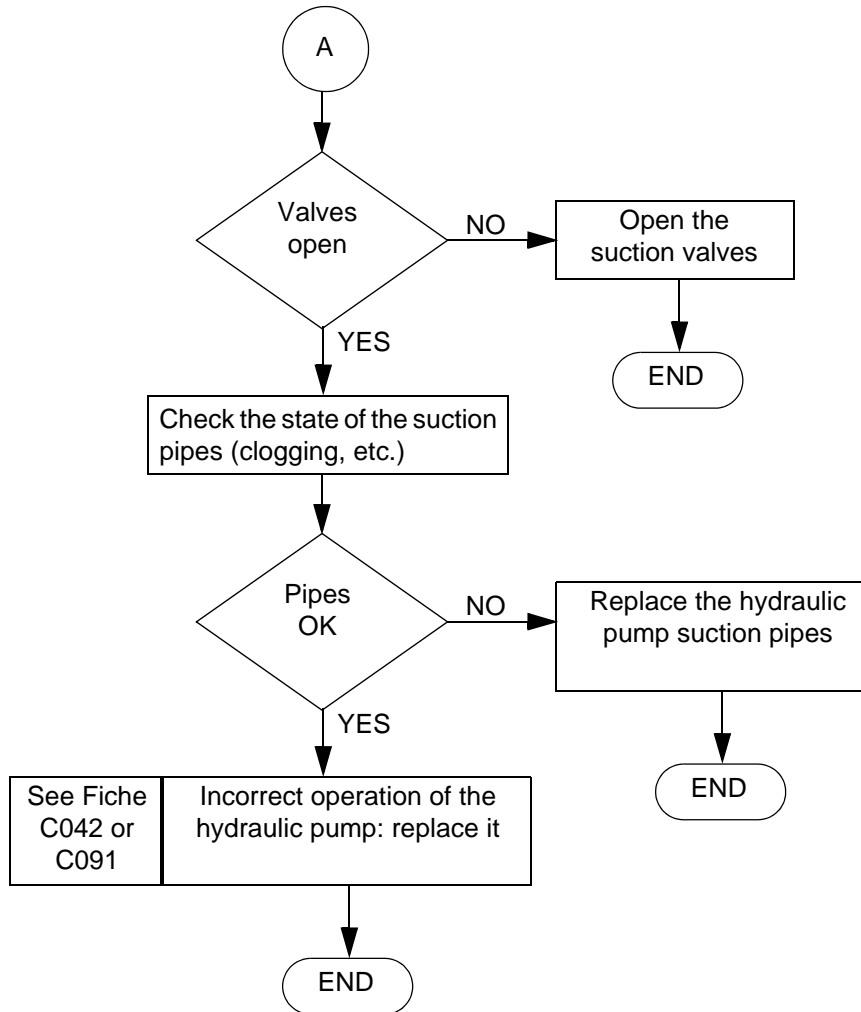 A
Valves
open
NO
Open the
suction valves
YES
END
Check the state of the suction
pipes (clogging, etc.)
Pipes
OK
NO
Replace the hydraulic
pump suction pipes
YES
END
See Fiche
C042 or
C091
Incorrect operation of the
hydraulic pump: replace it
END